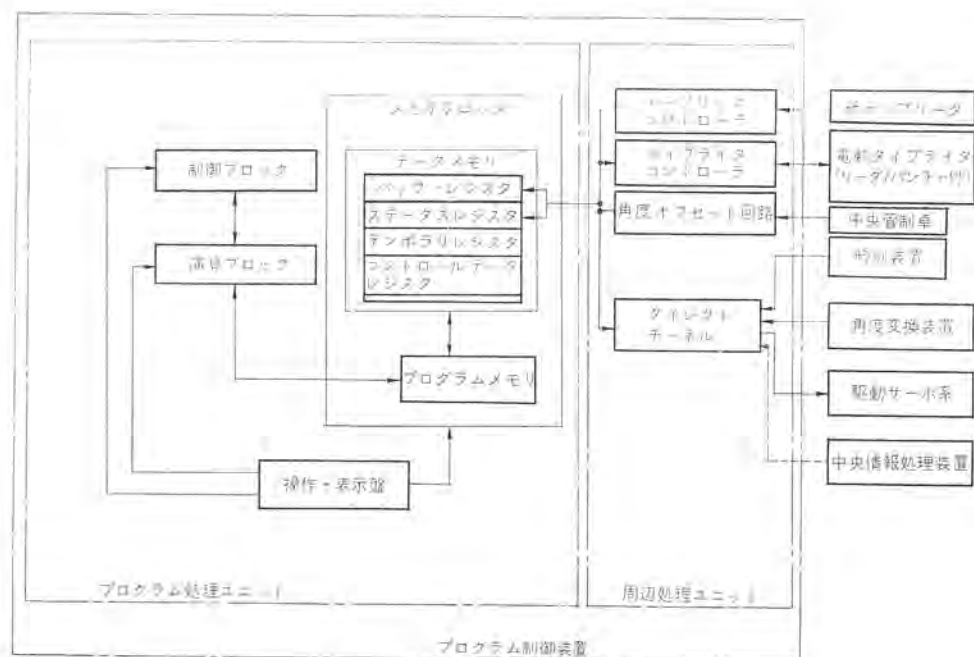 メモリブロック
データメモリ
バッファレジスタ
ステータスレジスタ
テンポラリレジスタ
コントロールデータ
レジスタ
プログラムメモリ
制御ブロック
演算ブロック
操作・表示盤
プログラム処理ユニット
テープリーダ
コントローラ
タイプライタ
コントローラ
角度オフセット回路
ダイレクト
チャネル
周辺処理ユニット
テープリーダ
電動タイプライタ
(リーダ/パンチャ付)
中央管制卓
時刻装置
角度変換装置
駆動サーボ系
中央情報処理装置
プログラム制御装置